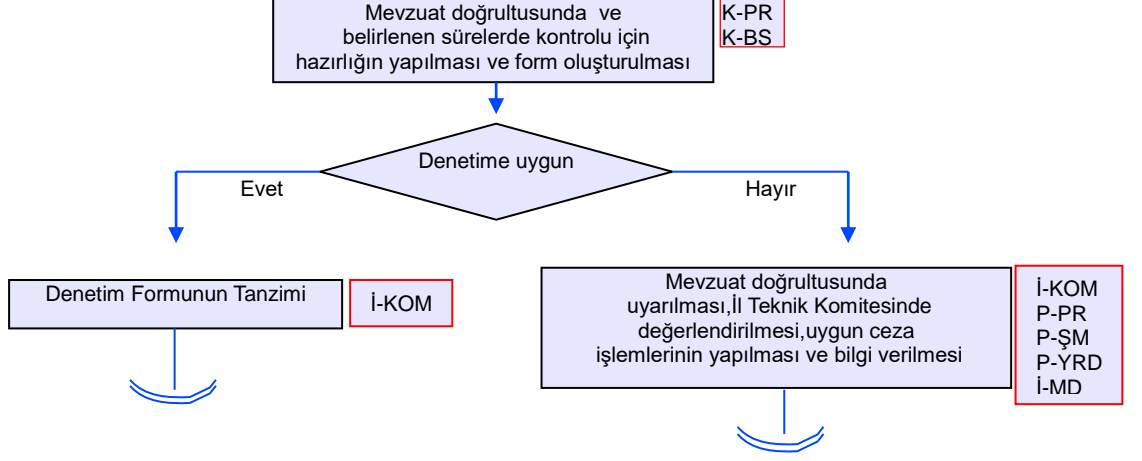 Mevzuat doğrultusunda ve
belirlenen sürelerde kontrolu için
hazırlığın yapılması ve form oluşturulması
K-PR
K-BS
Denetime uygun
Evet
Hayır
Denetim Formunun Tanzimi
İ-KOM
Mevzuat doğrultusunda
uyarılması,İl Teknik Komitesinde
değerlendirilmesi,uygun ceza
işlemlerinin yapılması ve bilgi verilmesi
İ-KOM
P-PR
P-ŞM
P-YRD
İ-MD